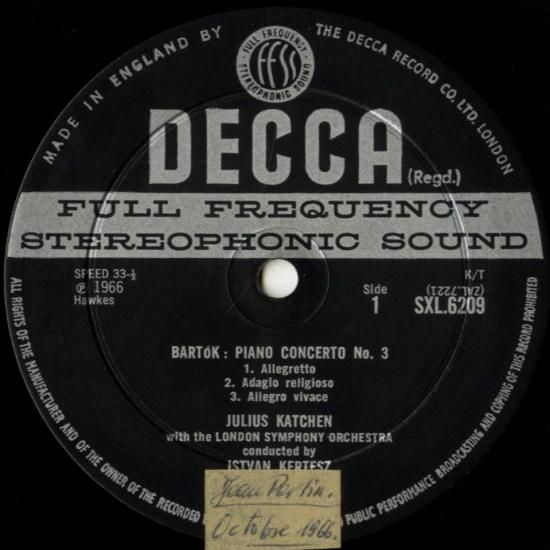 MADE IN ENGLAND BY
THE DECCA RECORD CO. LTD. LONDON
FULL FREQUENCY
FFSS
STEREOPHONIC SOUND
DECCA
(Regd.)
FULL FREQUENCY
STEREOPHONIC SOUND
SPEED 33-⅓
Ⓟ 1966
Hawkes
Side
1
K/T
(ZAL.7221)
SXL.6209
BARTóK : PIANO CONCERTO No. 3
1. Allegretto
2. Adagio religioso
3. Allegro vivace
JULIUS KATCHEN
with the LONDON SYMPHONY ORCHESTRA
conducted by
ISTVAN KERTESZ
Octobre 1966.
ALL RIGHTS OF THE MANUFACTURER AND OF THE OWNER OF THE RECORDED
PUBLIC PERFORMANCE BROADCASTING AND COPYING OF THIS RECORD PROHIBITED